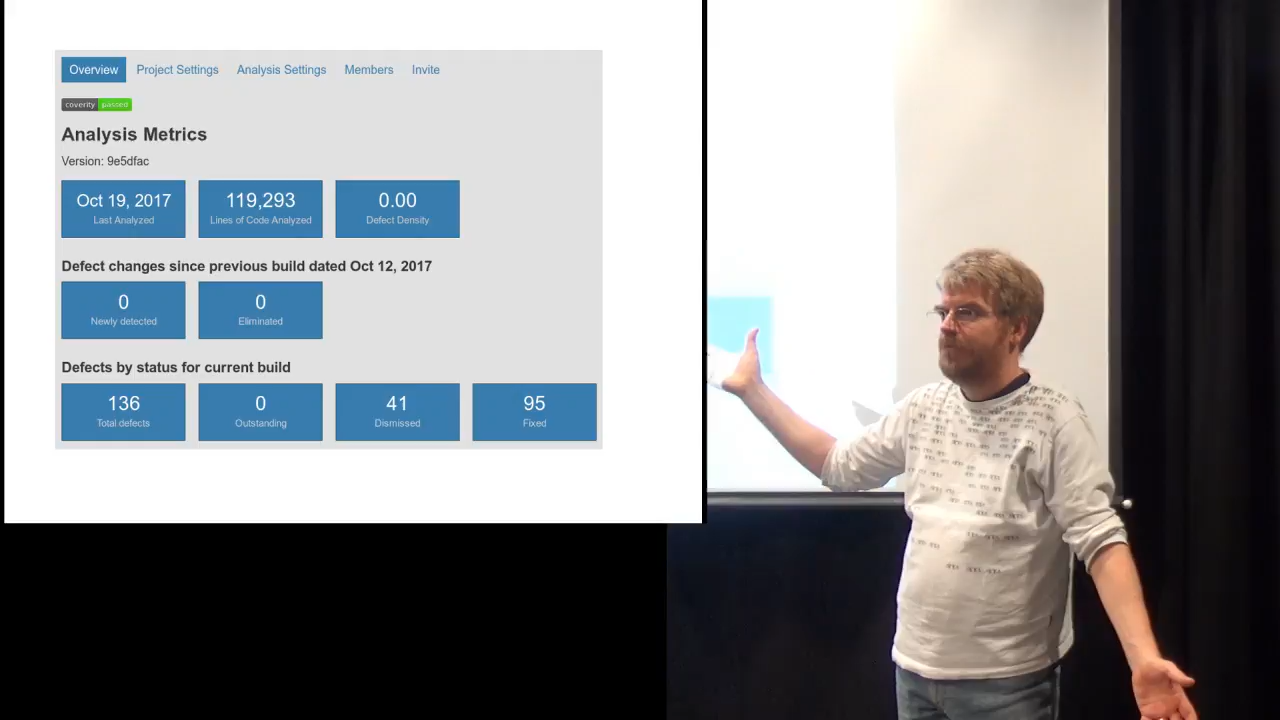 Overview Project Settings Analysis Settings Members Invite
coverity passed
Analysis Metrics
Version: 9e5dfac
Oct 19, 2017 119,293 0.00
Last Analyzed Lines of Code Analyzed Defect Density
Defect changes since previous build dated Oct 12, 2017
0 0
Newly detected Eliminated
Defects by status for current build
136 0 41 95
Total defects Outstanding Dismissed Fixed